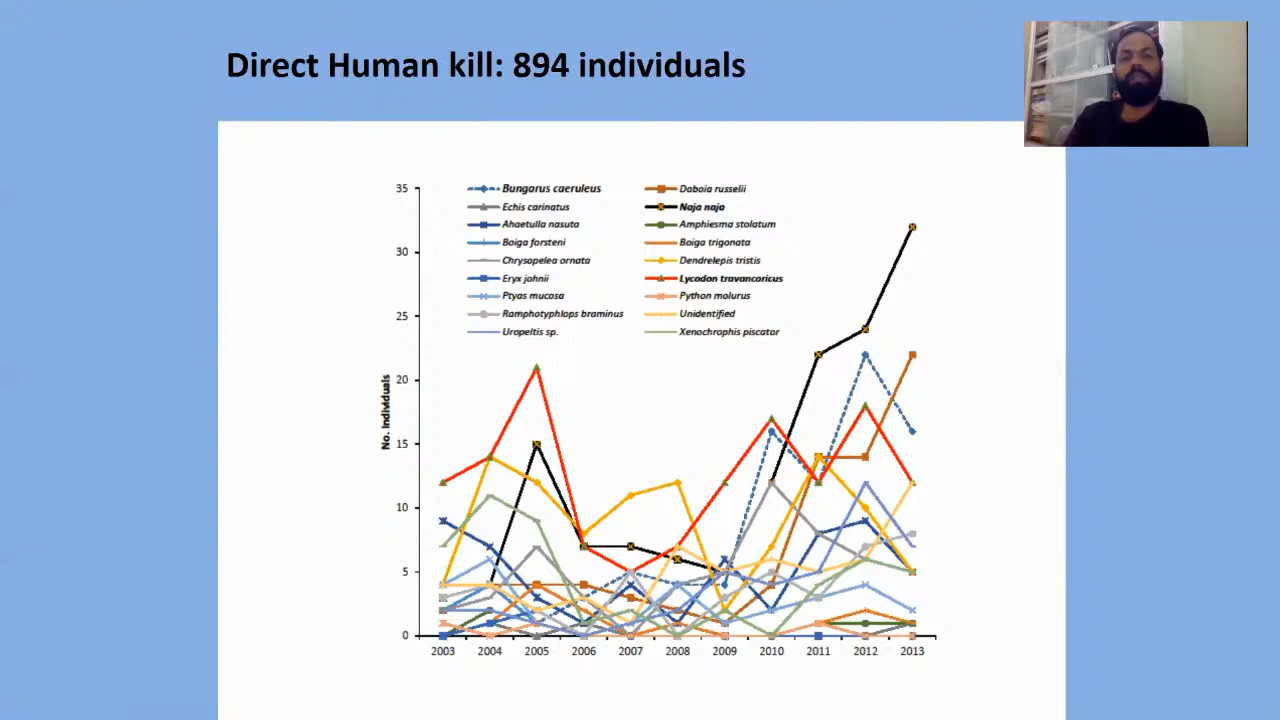 Direct Human kill: 894 individuals
35
30
25
20
15
10
5
0
No. Individuals
Bungarus caeruleus
Daboia russelii
Echis carinatus
Naja naja
Ahaetulla nasuta
Amphiesma stolatum
Boiga forsteni
Boiga trigonata
Chrysopelea ornata
Dendrelepis tristis
Eryx johnii
Lycodon travancoricus
Ptyas mucosa
Python molurus
Ramphotyphlops braminus
Unidentified
Uropeltis sp.
Xenochrophis piscator
2003 2004 2005 2006 2007 2008 2009 2010 2011 2012 2013